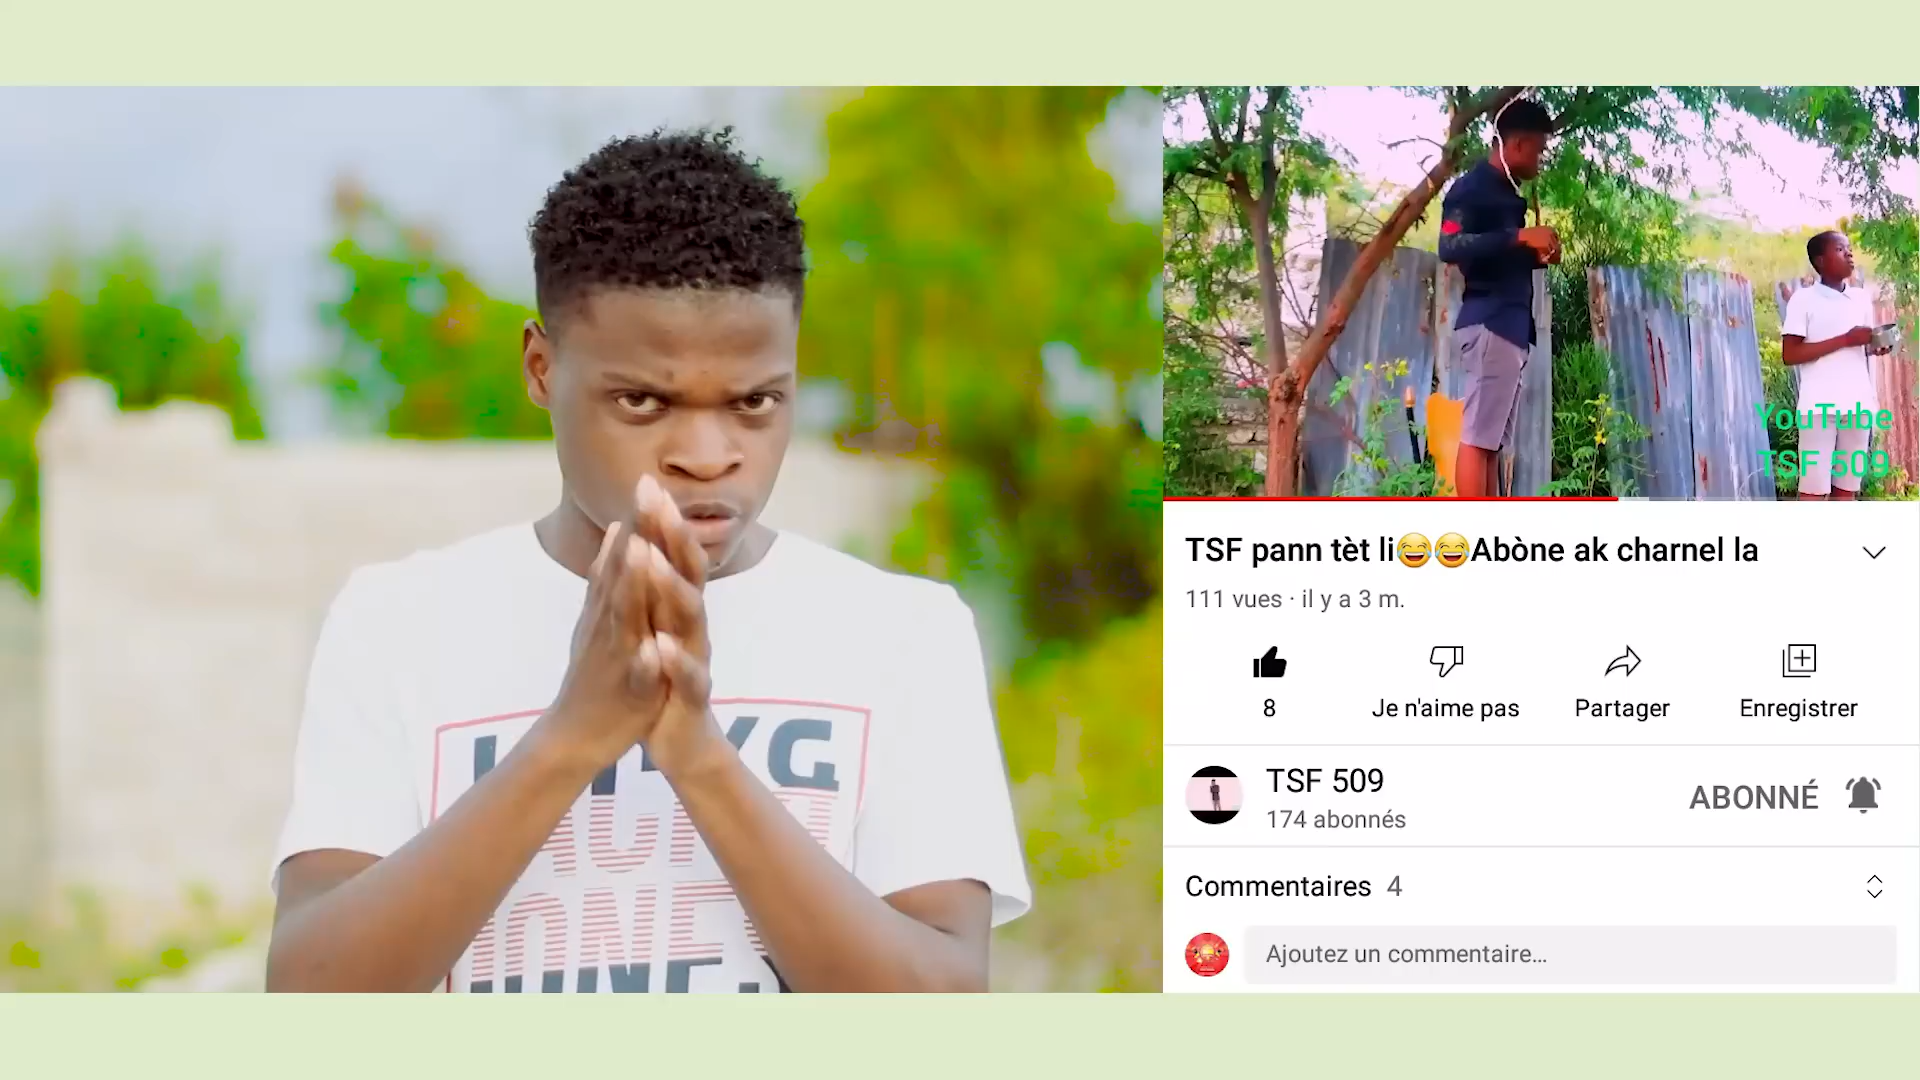 YouTube
TSF 509
TSF pann tèt li😂😂Abòne ak charnel la
111 vues · il y a 3 m.
8
Je n'aime pas
Partager
Enregistrer
TSF 509
174 abonnés
ABONNÉ
Commentaires 4
Ajoutez un commentaire...